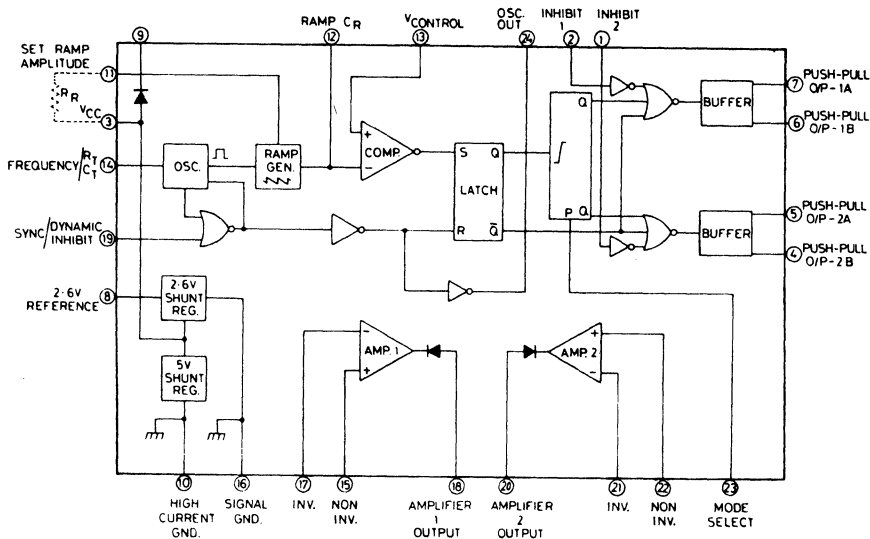 OSC. OUT INHIBIT 1 INHIBIT 2
RAMP CR VCONTROL
9 12 13 24 2 1
SET RAMP
AMPLITUDE
11
RR
VCC
3
FREQUENCY/RT
CT
14
OSC.
RAMP
GEN.
+
COMP.
-
S Q
LATCH
R Q̅
Q
P Q
BUFFER
7 PUSH-PULL
O/P-1A
6 PUSH-PULL
O/P-1B
BUFFER
5 PUSH-PULL
O/P-2A
4 PUSH-PULL
O/P-2B
SYNC/DYNAMIC
INHIBIT
19
2·6V
REFERENCE
8
2·6V
SHUNT
REG.
5V
SHUNT
REG.
-
AMP. 1
+
+
AMP. 2
-
10 16 17 15 18 20 21 22 23
HIGH
CURRENT
GND.
SIGNAL
GND.
INV.
NON
INV.
AMPLIFIER
1
OUTPUT
AMPLIFIER
2
OUTPUT
INV.
NON
INV.
MODE
SELECT